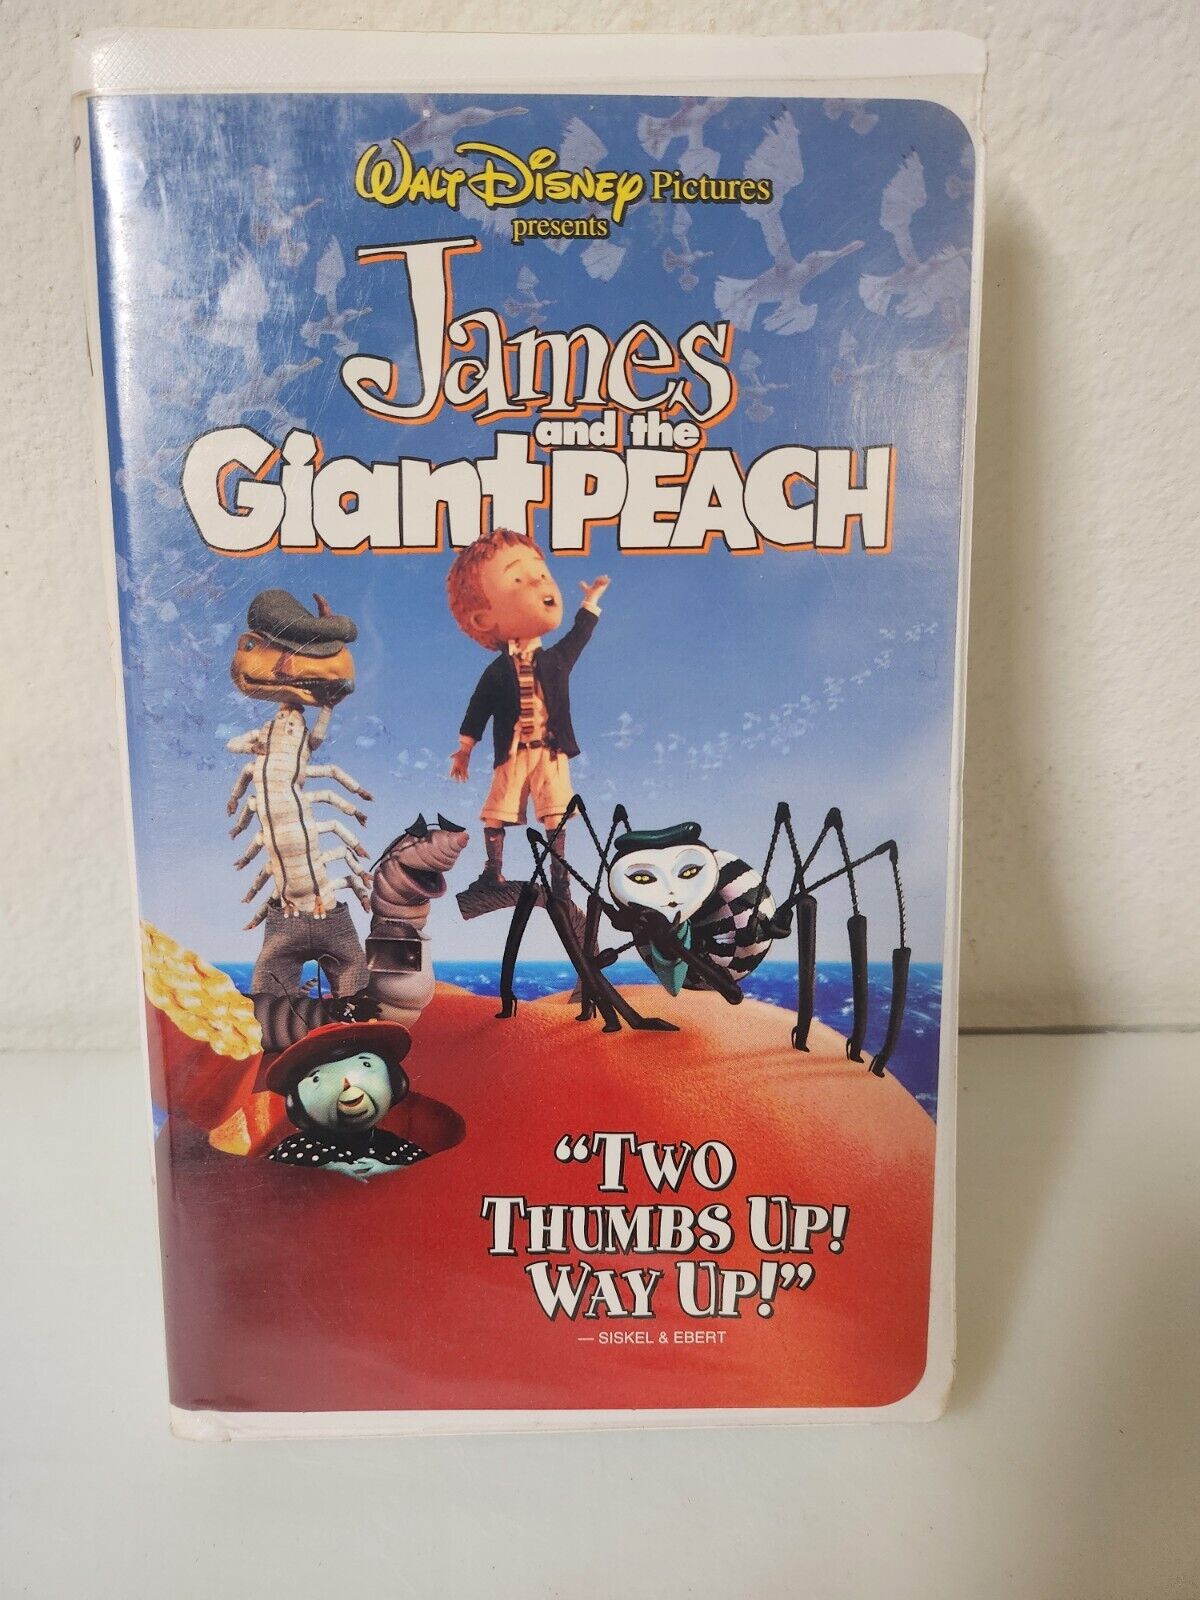 Walt Disney Pictures
presents
James
and the
Giant PEACH
“TWO
THUMBS UP!
WAY UP!”
— SISKEL & EBERT